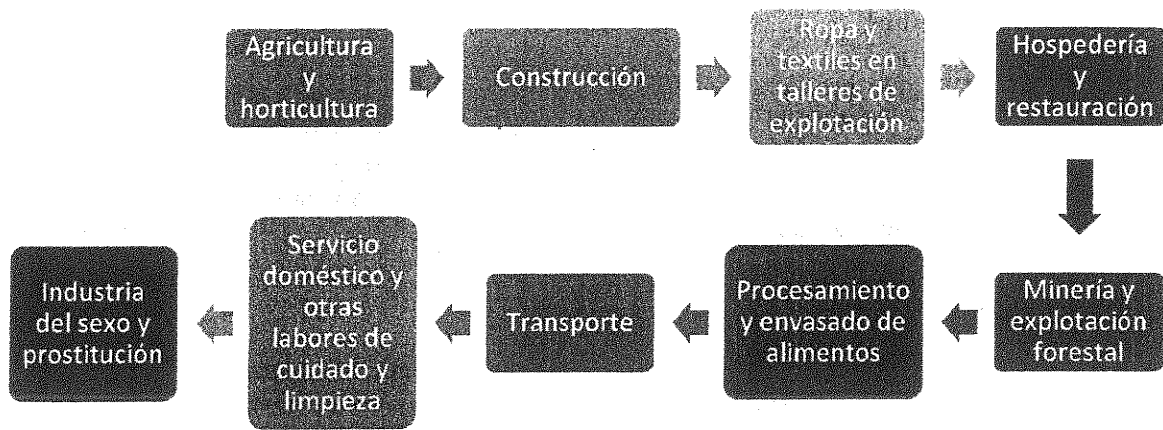 Agricultura
y
horticultura
Construcción
Ropa y
textiles en
talleres de
explotación
Hospedería
y
restauración
Minería y
explotación
forestal
Procesamiento
y envasado de
alimentos
Transporte
Servicio
doméstico y
otras
labores de
cuidado y
limpieza
Industria
del sexo y
prostitución